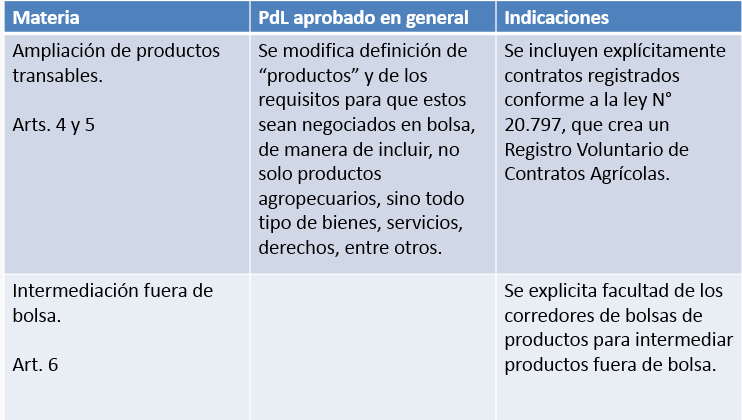 Materia
PdL aprobado en general
Indicaciones
Ampliación de productos
transables.
Arts. 4 y 5
Se modifica definición de
“productos” y de los
requisitos para que estos
sean negociados en bolsa,
de manera de incluir, no
solo productos
agropecuarios, sino todo
tipo de bienes, servicios,
derechos, entre otros.
Se incluyen explícitamente
contratos registrados
conforme a la ley N°
20.797, que crea un
Registro Voluntario de
Contratos Agrícolas.
Intermediación fuera de
bolsa.
Art. 6
Se explicita facultad de los
corredores de bolsas de
productos para intermediar
productos fuera de bolsa.